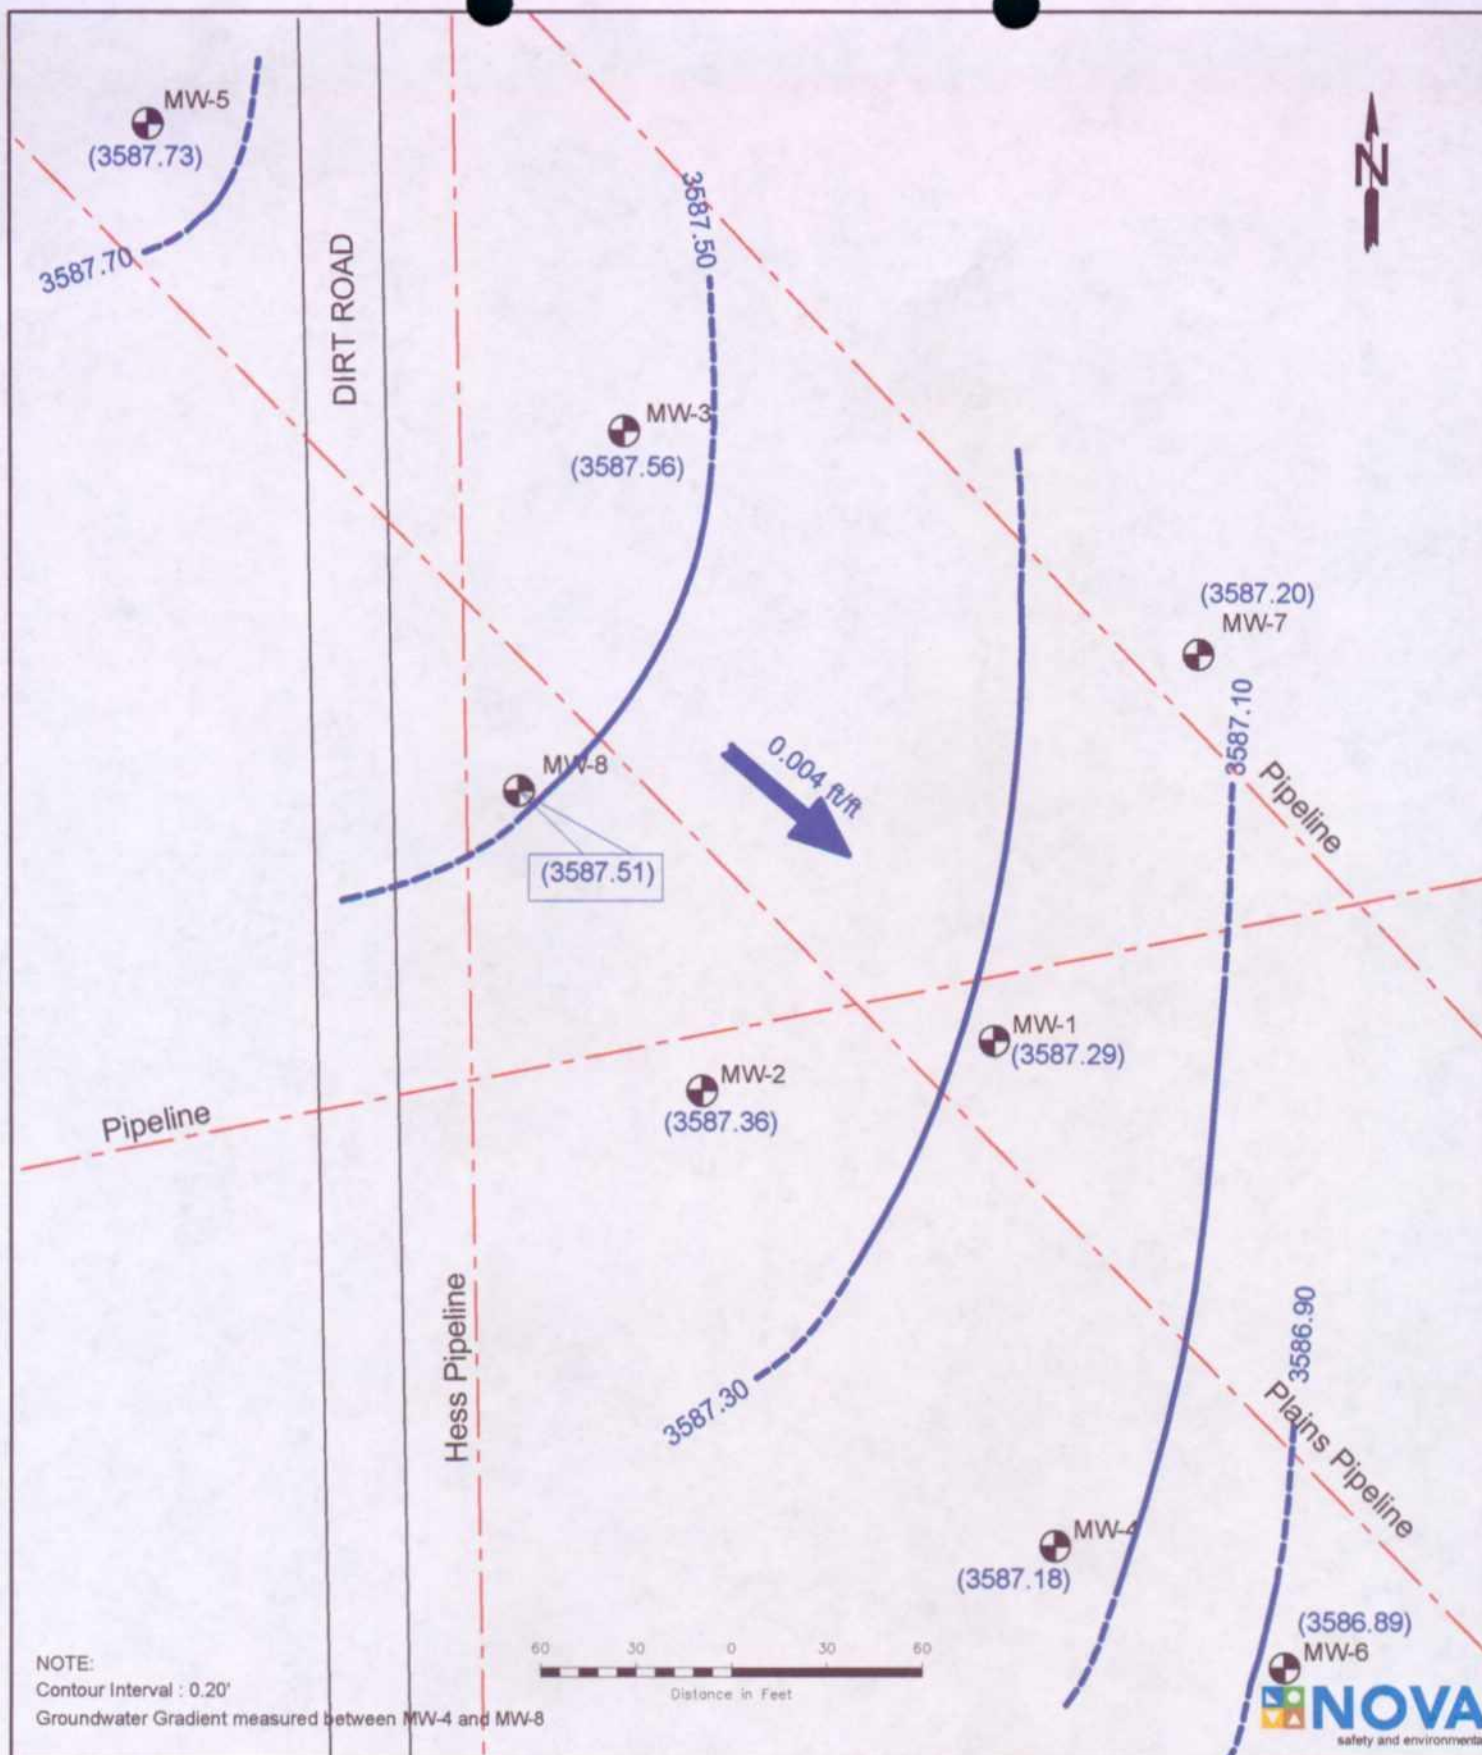 MW-5
(3587.73)
3587.70
DIRT ROAD
3587.50
N
MW-3
(3587.56)
(3587.20)
MW-7
3587.10
MW-8
(3587.51)
0.004 ft/ft
Pipeline
MW-1
(3587.29)
MW-2
(3587.36)
Pipeline
Hess Pipeline
3587.30
3586.90
Plains Pipeline
MW-4
(3587.18)
(3586.89)
MW-6
60 30 0 30 60
Distance in Feet
NOTE:
Contour Interval : 0.20'
Groundwater Gradient measured between MW-4 and MW-8
NOVA
safety and environmental